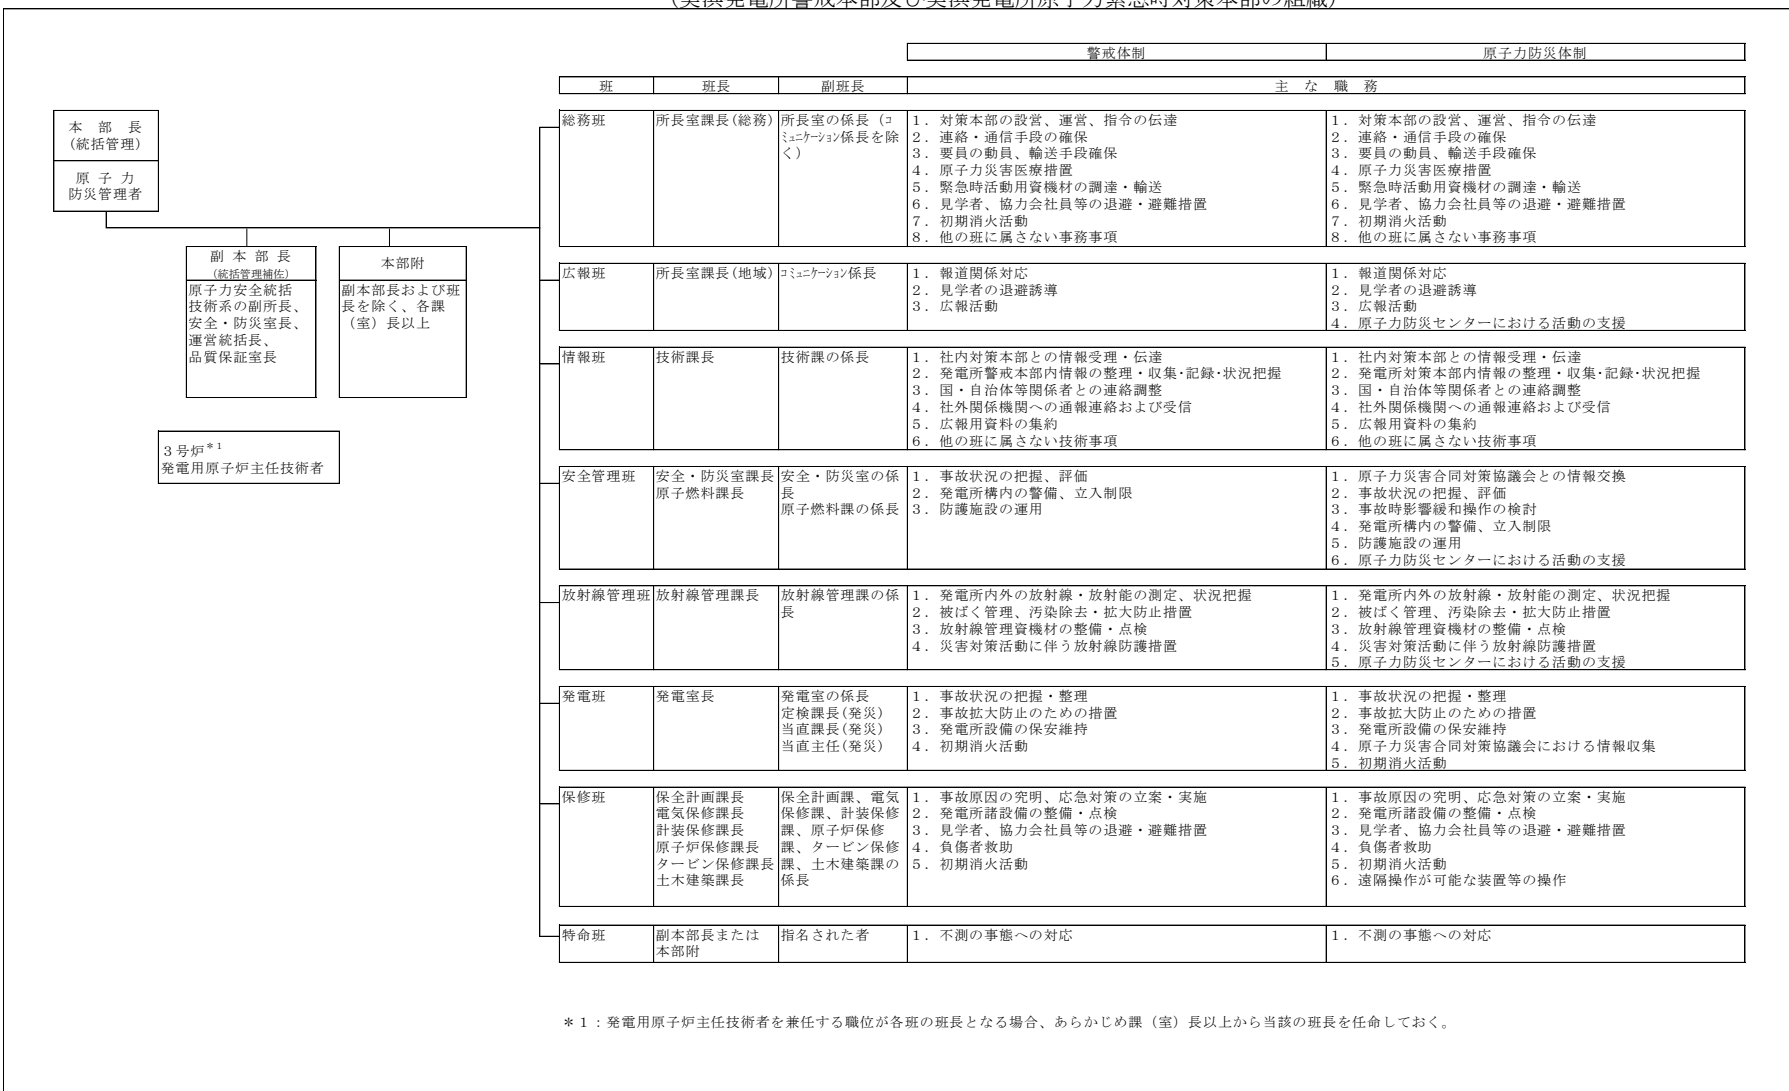 （美浜発電所警戒本部及び美浜発電所原子力緊急時対策本部の組織）
警戒体制
原子力防災体制
班
班長
副班長
主 な 職 務
本 部 長
(統括管理)
原 子 力
防災管理者
副 本 部 長
(統括管理補佐)
原子力安全統括
技術系の副所長、
安全・防災室長、
運営統括長、
品質保証室長
本部附
副本部長および班
長を除く、各課
（室）長以上
３号炉＊１
発電用原子炉主任技術者
総務班
所長室課長(総務)
所長室の係長（ｺ
ﾐｭﾆｹｰｼｮﾝ係長を除
く）
１．対策本部の設営、運営、指令の伝達
２．連絡・通信手段の確保
３．要員の動員、輸送手段確保
４．原子力災害医療措置
５．緊急時活動用資機材の調達・輸送
６．見学者、協力会社員等の退避・避難措置
７．初期消火活動
８．他の班に属さない事務事項
１．対策本部の設営、運営、指令の伝達
２．連絡・通信手段の確保
３．要員の動員、輸送手段確保
４．原子力災害医療措置
５．緊急時活動用資機材の調達・輸送
６．見学者、協力会社員等の退避・避難措置
７．初期消火活動
８．他の班に属さない事務事項
広報班
所長室課長(地域)
ｺﾐｭﾆｹｰｼｮﾝ係長
１．報道関係対応
２．見学者の退避誘導
３．広報活動
１．報道関係対応
２．見学者の退避誘導
３．広報活動
４．原子力防災センターにおける活動の支援
情報班
技術課長
技術課の係長
１．社内対策本部との情報受理・伝達
２．発電所警戒本部内情報の整理・収集･記録･状況把握
３．国・自治体等関係者との連絡調整
４．社外関係機関への通報連絡および受信
５．広報用資料の集約
６．他の班に属さない技術事項
１．社内対策本部との情報受理・伝達
２．発電所対策本部内情報の整理・収集･記録･状況把握
３．国・自治体等関係者との連絡調整
４．社外関係機関への通報連絡および受信
５．広報用資料の集約
６．他の班に属さない技術事項
安全管理班
安全・防災室課長
原子燃料課長
安全・防災室の係
長
原子燃料課の係長
１．事故状況の把握、評価
２．発電所構内の警備、立入制限
３．防護施設の運用
１．原子力災害合同対策協議会との情報交換
２．事故状況の把握、評価
３．事故時影響緩和操作の検討
４．発電所構内の警備、立入制限
５．防護施設の運用
６．原子力防災センターにおける活動の支援
放射線管理班
放射線管理課長
放射線管理課の係
長
１．発電所内外の放射線・放射能の測定、状況把握
２．被ばく管理、汚染除去・拡大防止措置
３．放射線管理資機材の整備・点検
４．災害対策活動に伴う放射線防護措置
１．発電所内外の放射線・放射能の測定、状況把握
２．被ばく管理、汚染除去・拡大防止措置
３．放射線管理資機材の整備・点検
４．災害対策活動に伴う放射線防護措置
５．原子力防災センターにおける活動の支援
発電班
発電室長
発電室の係長
定検課長(発災)
当直課長(発災)
当直主任(発災)
１．事故状況の把握・整理
２．事故拡大防止のための措置
３．発電所設備の保安維持
４．初期消火活動
１．事故状況の把握・整理
２．事故拡大防止のための措置
３．発電所設備の保安維持
４．原子力災害合同対策協議会における情報収集
５．初期消火活動
保修班
保全計画課長
電気保修課長
計装保修課長
原子炉保修課長
タービン保修課長
土木建築課長
保全計画課、電気
保修課、計装保修
課、原子炉保修
課、タービン保修
課、土木建築課の
係長
１．事故原因の究明、応急対策の立案・実施
２．発電所諸設備の整備・点検
３．見学者、協力会社員等の退避・避難措置
４．負傷者救助
５．初期消火活動
１．事故原因の究明、応急対策の立案・実施
２．発電所諸設備の整備・点検
３．見学者、協力会社員等の退避・避難措置
４．負傷者救助
５．初期消火活動
６．遠隔操作が可能な装置等の操作
特命班
副本部長または
本部附
指名された者
１．不測の事態への対応
１．不測の事態への対応
＊１：発電用原子炉主任技術者を兼任する職位が各班の班長となる場合、あらかじめ課（室）長以上から当該の班長を任命しておく。